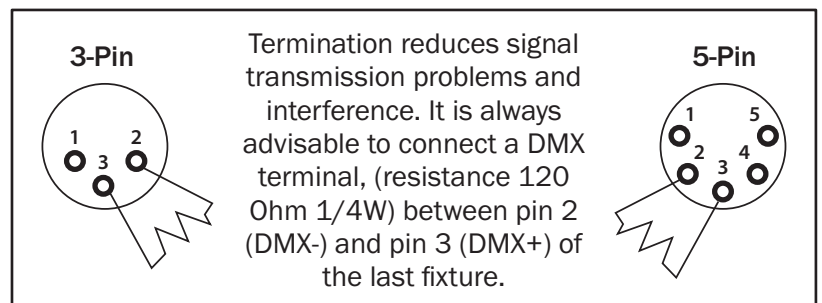 3-Pin
1 2
3
Termination reduces signal
transmission problems and
interference. It is always
advisable to connect a DMX
terminal, (resistance 120
Ohm 1/4W) between pin 2
(DMX-) and pin 3 (DMX+) of
the last fixture.
5-Pin
1 5
2 4
3